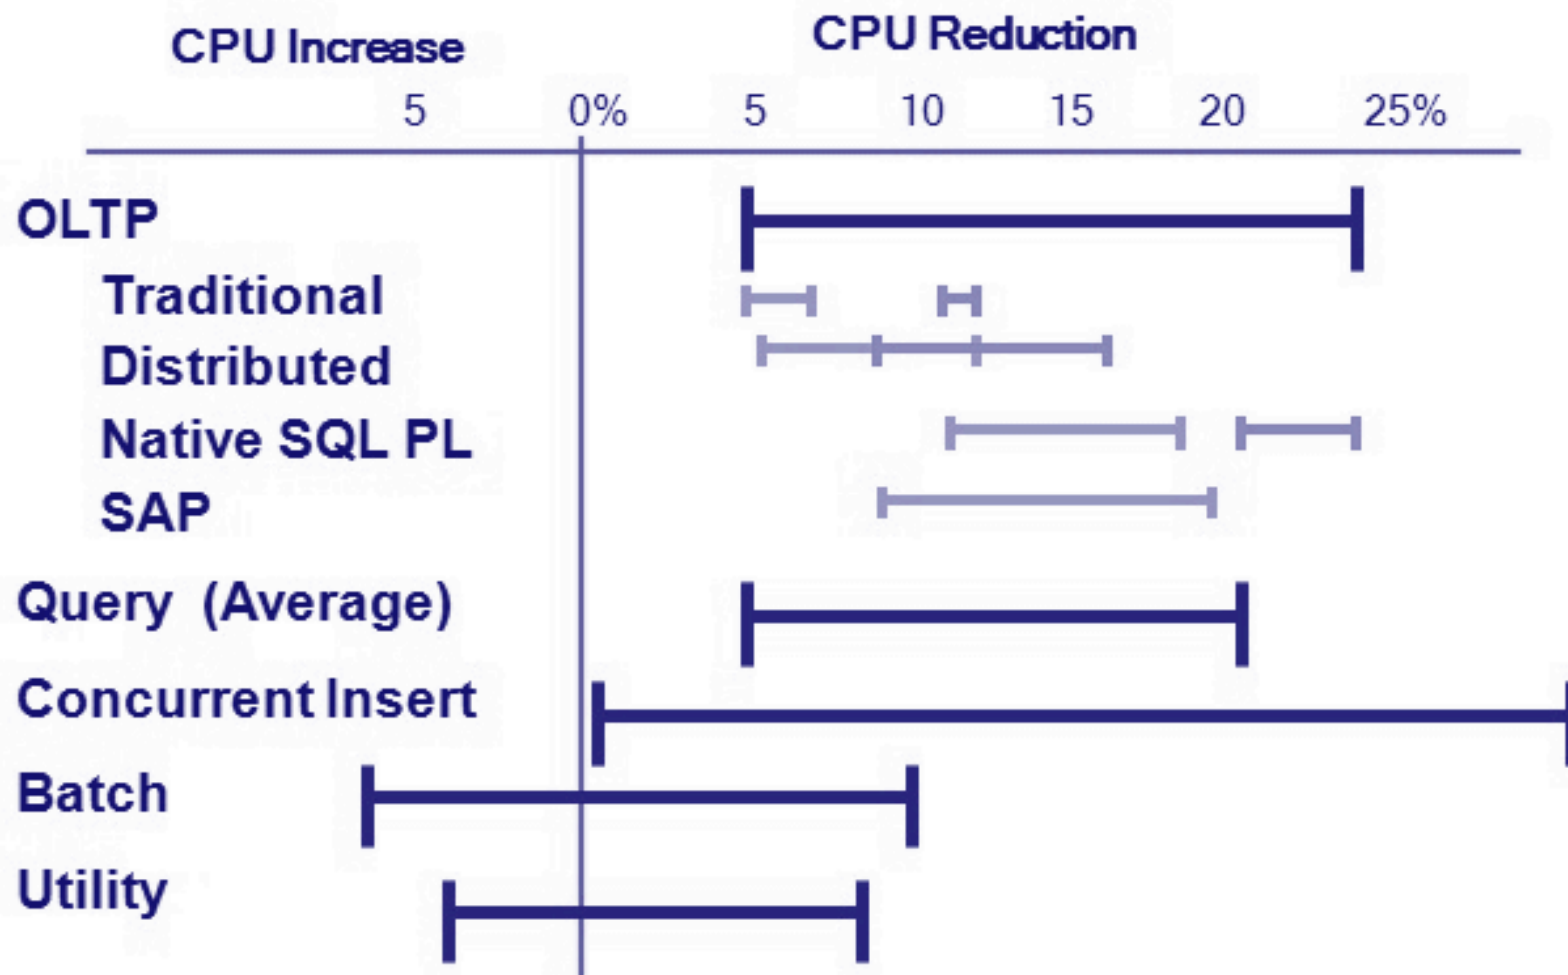 CPU Increase CPU Reduction
5 0% 5 10 15 20 25%
OLTP
Traditional
Distributed
Native SQL PL
SAP
Query (Average)
Concurrent Insert
Batch
Utility